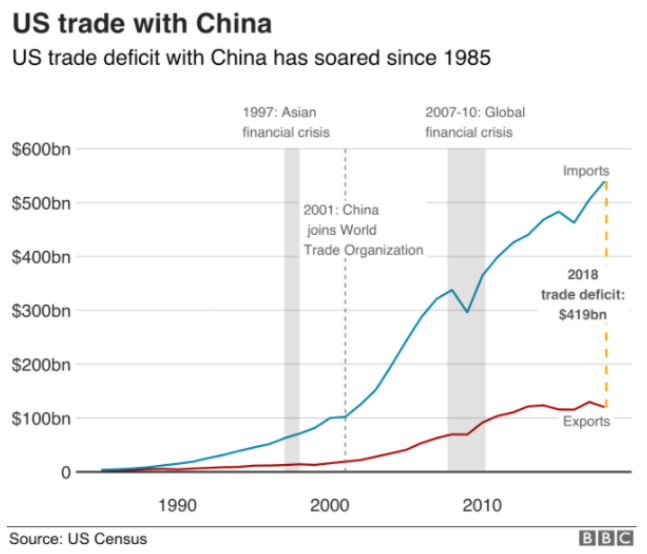 US trade with China
US trade deficit with China has soared since 1985
1997: Asian
financial crisis
2007-10: Global
financial crisis
$600bn
Imports
$500bn
2001: China
joins World
Trade Organization
$400bn
2018
trade deficit:
$419bn
$300bn
$200bn
$100bn
Exports
0
1990
2000
2010
Source: US Census
BBC